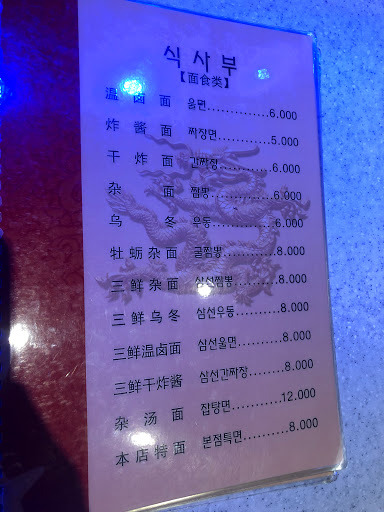 식사부
【面食类】
温卤面 울면..............6.000
炸酱面 짜장면.............5.000
干炸面 간짜장.............6.000
杂面 짬뽕...............6.000
乌冬 우동...............6.000
牡蛎杂面 굴짬뽕............8.000
三鲜杂面 삼선짬뽕..........8.000
三鲜乌冬 삼선우동..........8.000
三鲜温卤面 삼선울면..........8.000
三鲜干炸酱 삼선간짜장........8.000
杂汤面 잡탕면...........12.000
本店特面 본점특면..........8.000